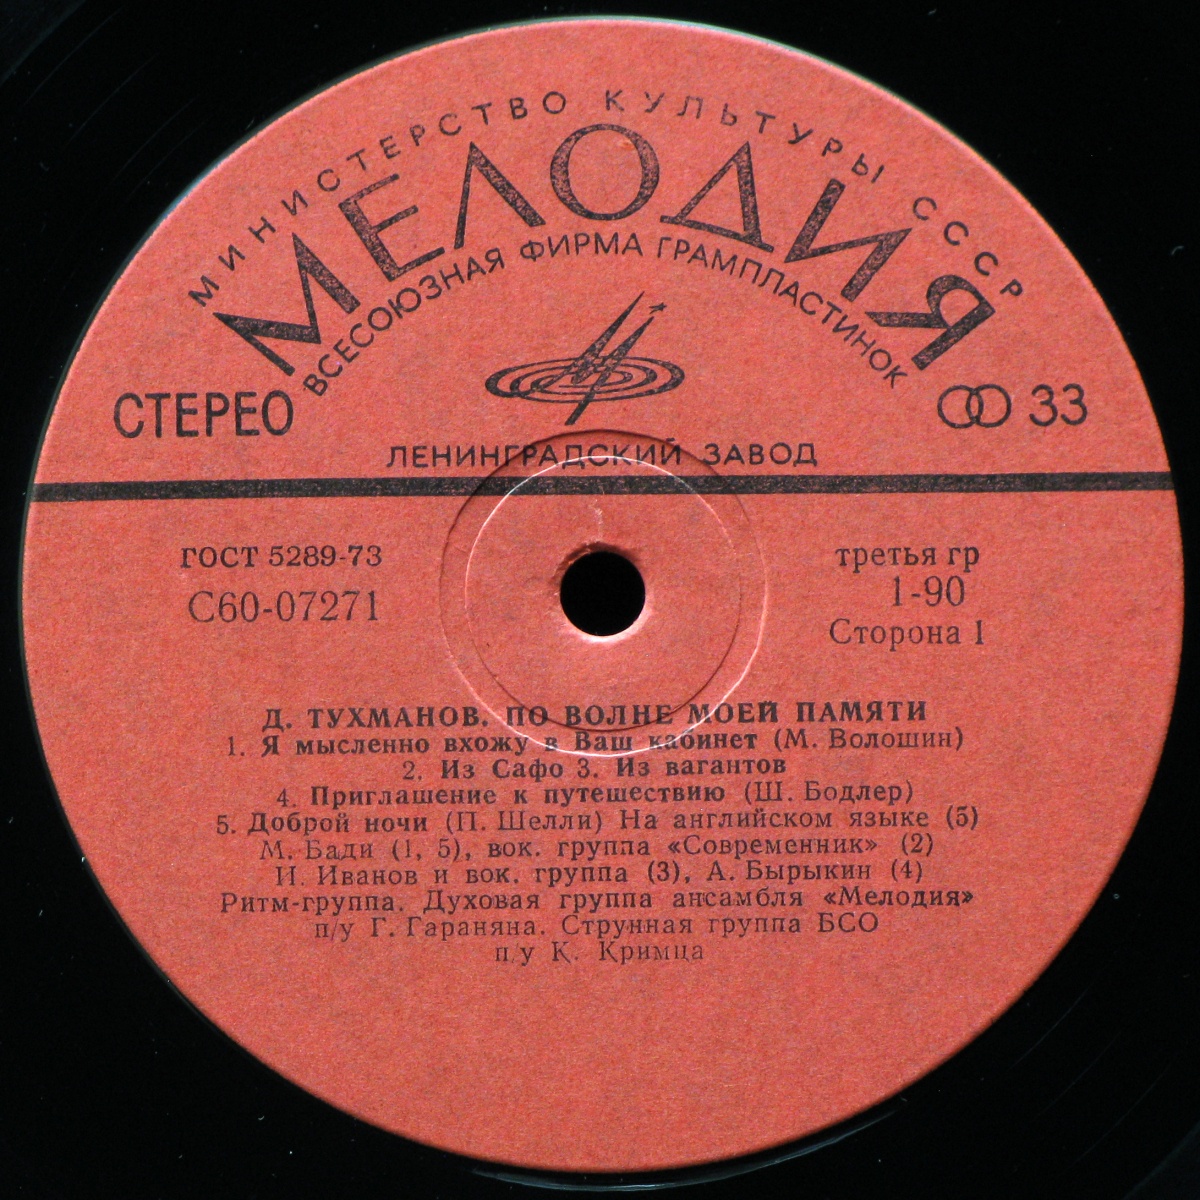 МИНИСТЕРСТВО КУЛЬТУРЫ СССР
МЕЛОДИЯ
ВСЕСОЮЗНАЯ ФИРМА ГРАМПЛАСТИНОК
СТЕРЕО
33
ЛЕНИНГРАДСКИЙ ЗАВОД
ГОСТ 5289-73
С60-07271
третья гр
1-90
Сторона 1
Д. ТУХМАНОВ. ПО ВОЛНЕ МОЕЙ ПАМЯТИ
1. Я мысленно вхожу в Ваш кабинет (М. Волошин)
2. Из Сафо 3. Из вагантов
4. Приглашение к путешествию (Ш. Бодлер)
5. Доброй ночи (П. Шелли) На английском языке (5)
М. Бади (1, 5), вок. группа «Современник» (2)
И. Иванов и вок. группа (3), А. Бырыкин (4)
Ритм-группа. Духовая группа ансамбля «Мелодия»
п/у Г. Гараняна. Струнная группа БСО
п/у К. Кримца